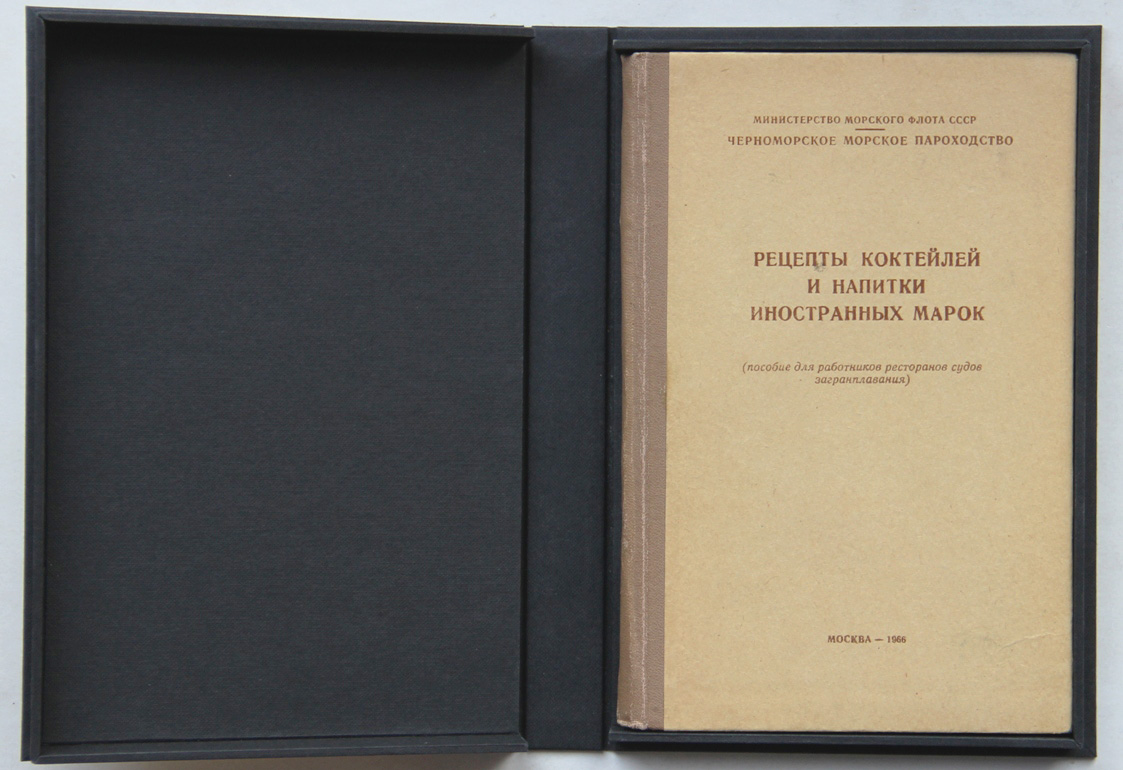 МИНИСТЕРСТВО МОРСКОГО ФЛОТА СССР
ЧЕРНОМОРСКОЕ МОРСКОЕ ПАРОХОДСТВО
РЕЦЕПТЫ КОКТЕЙЛЕЙ
И НАПИТКИ
ИНОСТРАННЫХ МАРОК
(пособие для работников ресторанов судов
загранплавания)
МОСКВА — 1966